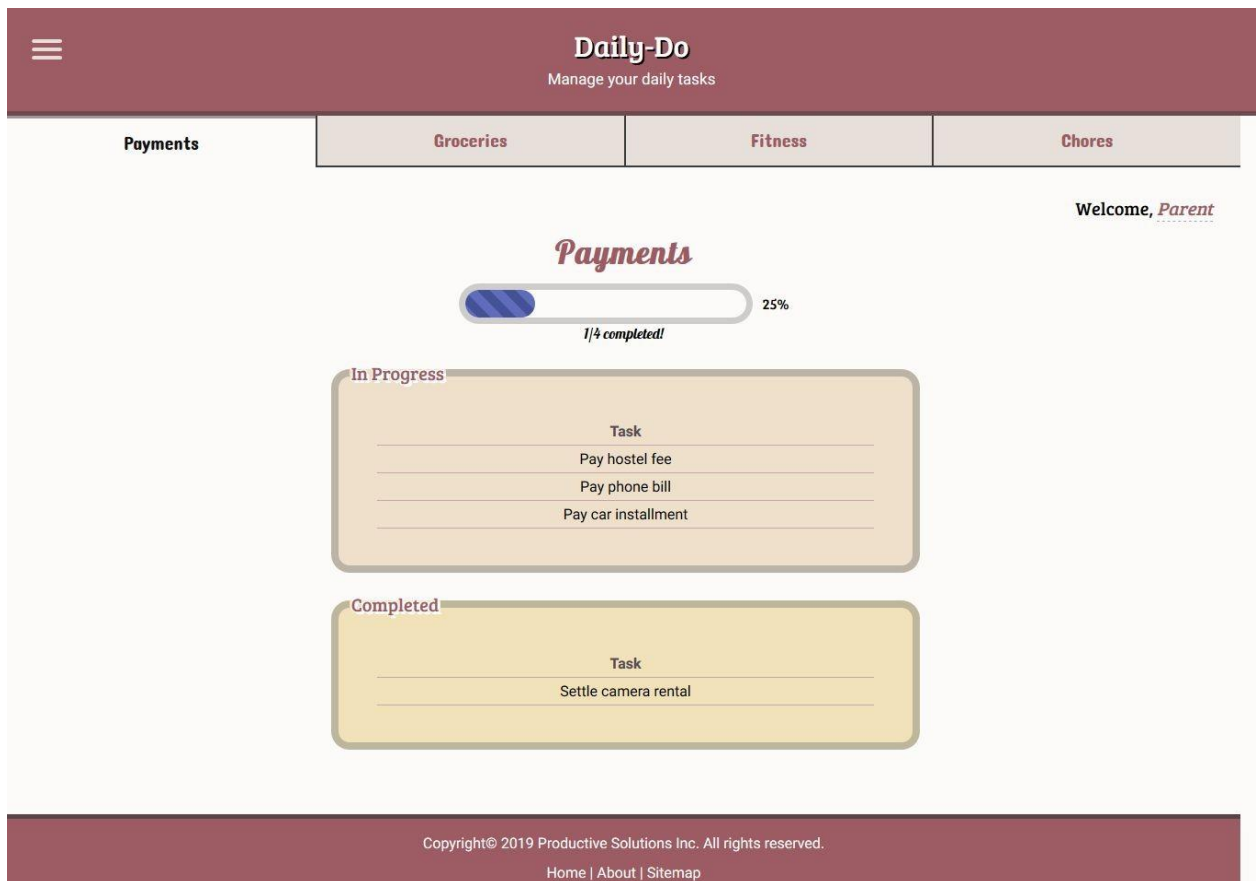 Daily-Do
Manage your daily tasks
Payments
Groceries
Fitness
Chores
Welcome, Parent
Payments
25%
1/4 completed!
In Progress
Task
Pay hostel fee
Pay phone bill
Pay car installment
Completed
Task
Settle camera rental
Copyright© 2019 Productive Solutions Inc. All rights reserved.
Home | About | Sitemap